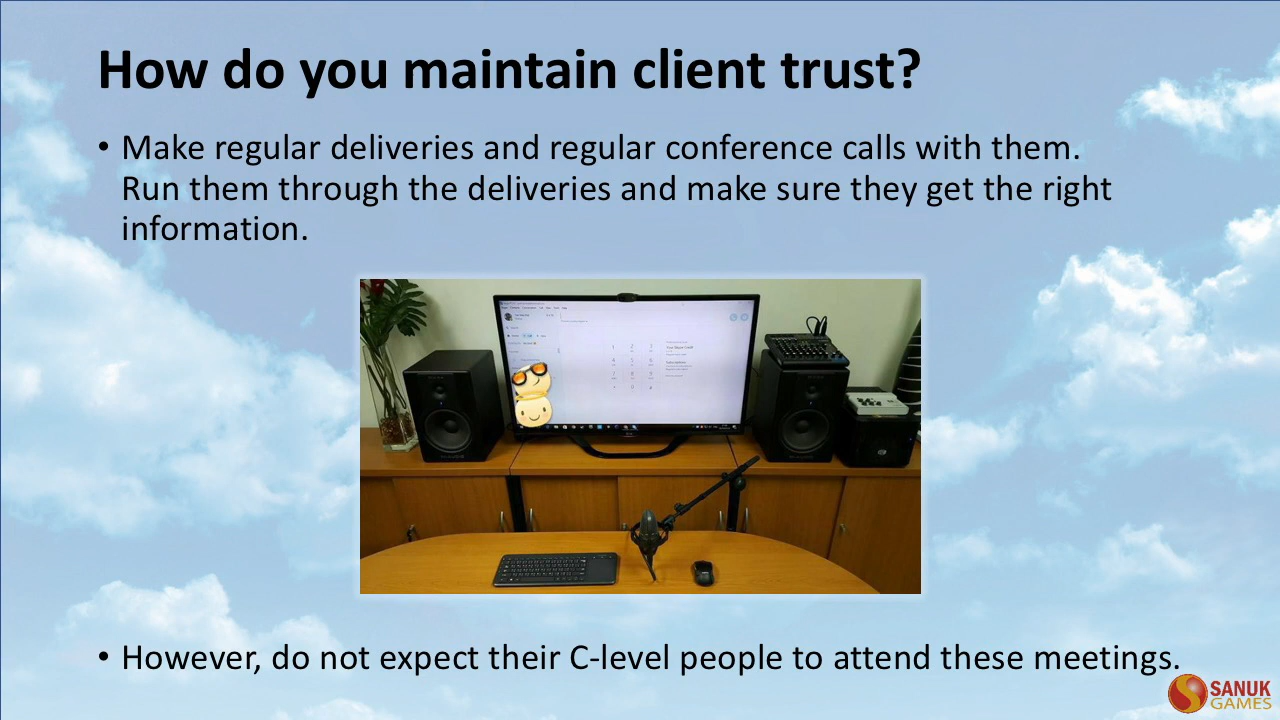 How do you maintain client trust?
• Make regular deliveries and regular conference calls with them.
Run them through the deliveries and make sure they get the right
information.
• However, do not expect their C-level people to attend these meetings.
SANUK
GAMES